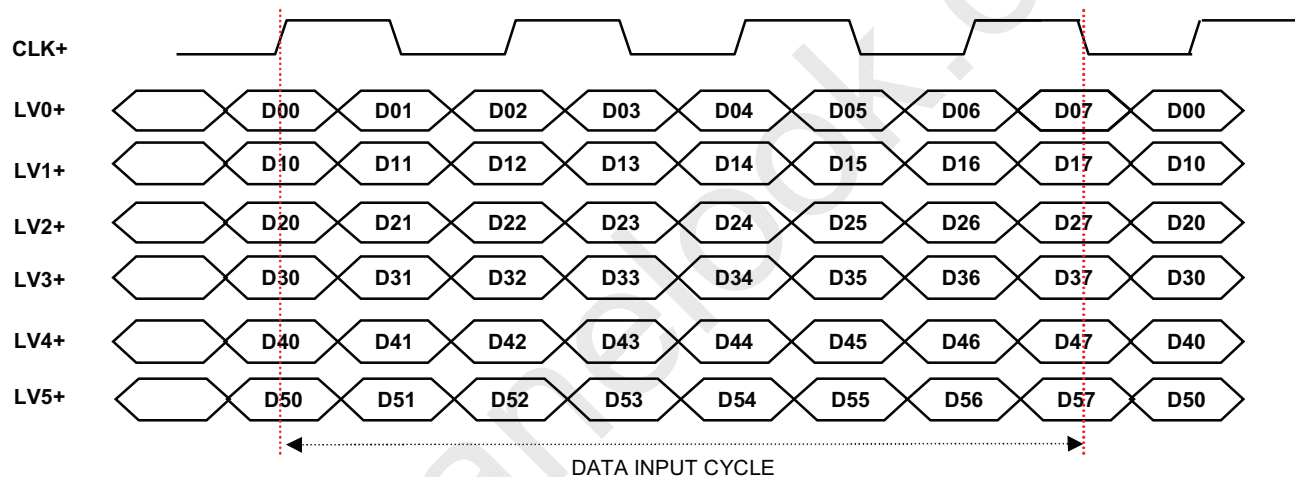 CLK+
LV0+ D00 D01 D02 D03 D04 D05 D06 D07 D00
LV1+ D10 D11 D12 D13 D14 D15 D16 D17 D10
LV2+ D20 D21 D22 D23 D24 D25 D26 D27 D20
LV3+ D30 D31 D32 D33 D34 D35 D36 D37 D30
LV4+ D40 D41 D42 D43 D44 D45 D46 D47 D40
LV5+ D50 D51 D52 D53 D54 D55 D56 D57 D50
DATA INPUT CYCLE
anelook.c